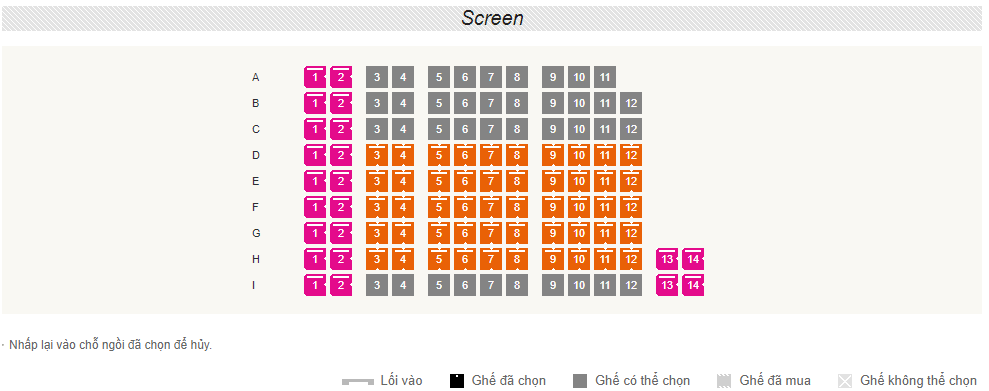 Screen
A 1 2 3 4 5 6 7 8 9 10 11
B 1 2 3 4 5 6 7 8 9 10 11 12
C 1 2 3 4 5 6 7 8 9 10 11 12
D 1 2 3 4 5 6 7 8 9 10 11 12
E 1 2 3 4 5 6 7 8 9 10 11 12
F 1 2 3 4 5 6 7 8 9 10 11 12
G 1 2 3 4 5 6 7 8 9 10 11 12
H 1 2 3 4 5 6 7 8 9 10 11 12 13 14
I 1 2 3 4 5 6 7 8 9 10 11 12 13 14
· Nhấp lại vào chỗ ngồi đã chọn để hủy.
Lối vào Ghế đã chọn Ghế có thể chọn Ghế đã mua Ghế không thể chọn